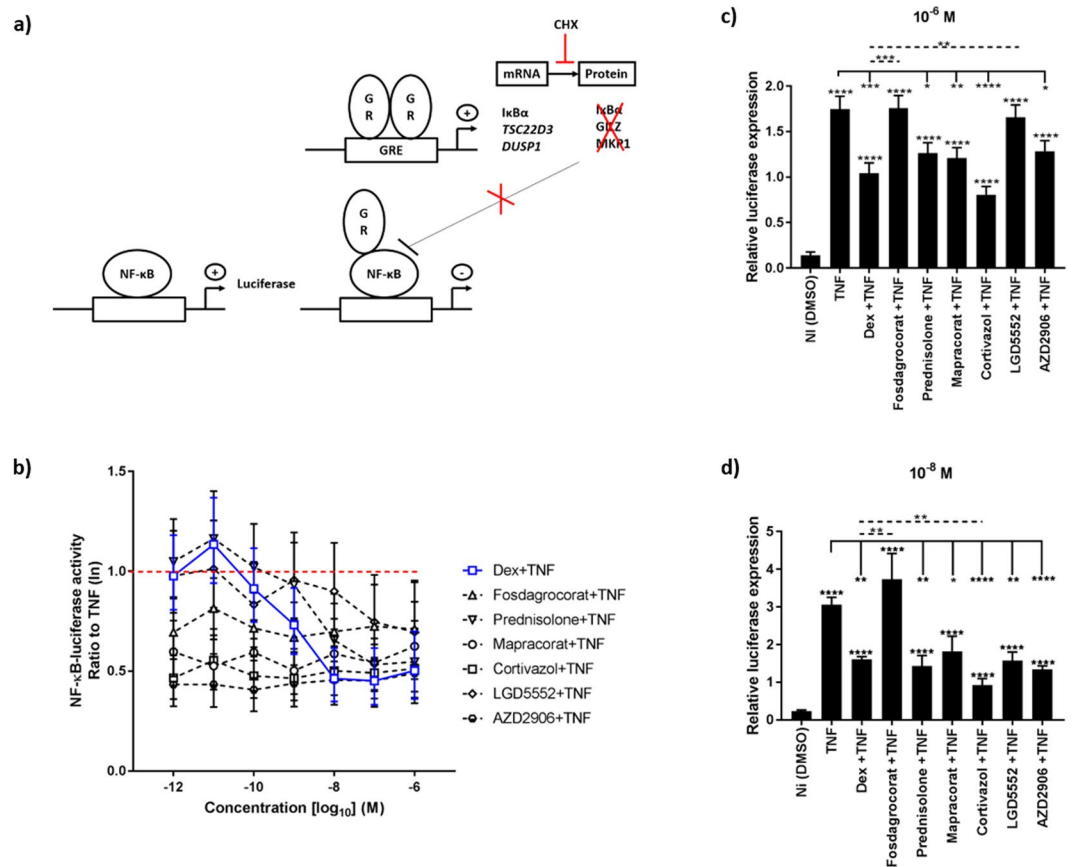 a)
CHX
mRNA
Protein
G R
G R
+
GRE
IκBα
TSC22D3
DUSP1
IκBα
GILZ
MKP1
G R
NF-κB
+
Luciferase
NF-κB
-
b)
NF-κB-luciferase activity
Ratio to TNF (ln)
1.5
1.0
0.5
0.0
-12
-10
-8
-6
Concentration [log10] (M)
Dex+TNF
Fosdagrocorat+TNF
Prednisolone+TNF
Mapracorat+TNF
Cortivazol+TNF
LGD5552+TNF
AZD2906+TNF
c)
10-6 M
**
***
**** *** **** * ** **** **** *
**** **** **** **** ****
Relative luciferase expression
2.0
1.5
1.0
0.5
0.0
Ni (DMSO)
TNF
Dex +TNF
Fosdagrocorat +TNF
Prednisolone +TNF
Mapracorat +TNF
Cortivazol +TNF
LGD5552 +TNF
AZD2906 +TNF
d)
10-8 M
**
**
**** ** **** ** * **** ** ****
**** **** **** **** **** ****
Relative luciferase expression
5
4
3
2
1
0
Ni (DMSO)
TNF
Dex +TNF
Fosdagrocorat +TNF
Prednisolone +TNF
Mapracorat +TNF
Cortivazol +TNF
LGD5552 +TNF
AZD2906 +TNF